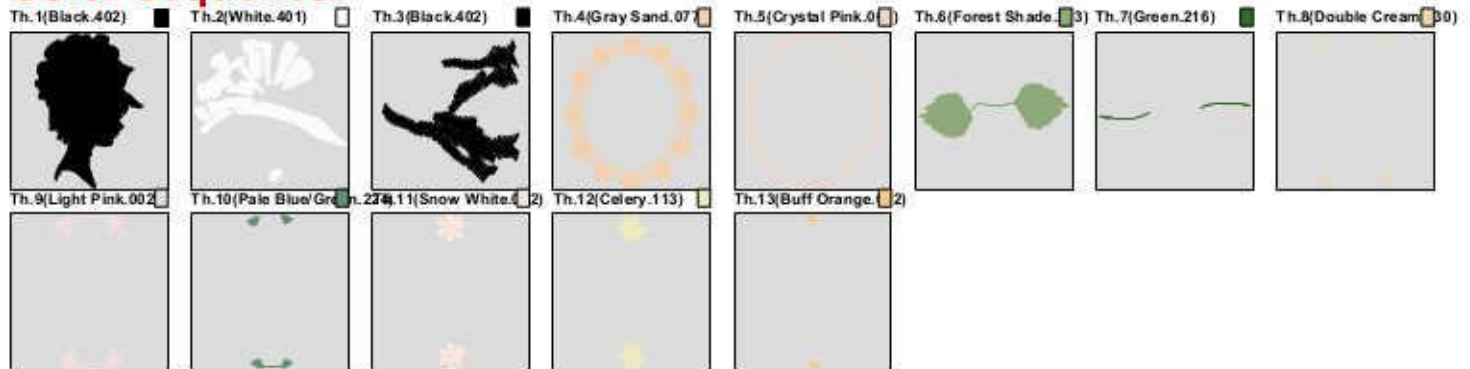 Th.1(Black.402) Th.2(White.401) Th.3(Black.402) Th.4(Gray Sand.077 Th.5(Crystal Pink.0 ) Th.6(Forest Shade. 3) Th.7(Green.216) Th.8(Double Cream. 30)
Th.9(Light Pink.002 Th.10(Pale Blue/Gre n.224) Th.11(Snow White. 2) Th.12(Celery.113) Th.13(Buff Orange. 2)